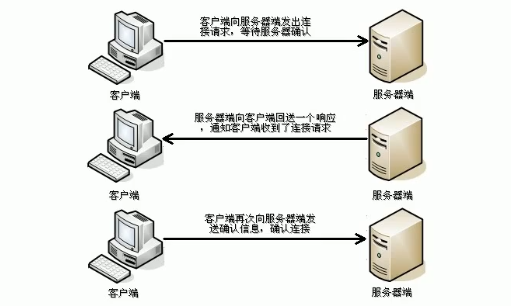 客户端向服务器端发出连
接请求，等待服务器确认
客户端
服务器端
服务器端向客户端回送一个响应
，通知客户端收到了连接请求
客户端
服务器端
客户端再次向服务器端发
送确认信息，确认连接
客户端
服务器端